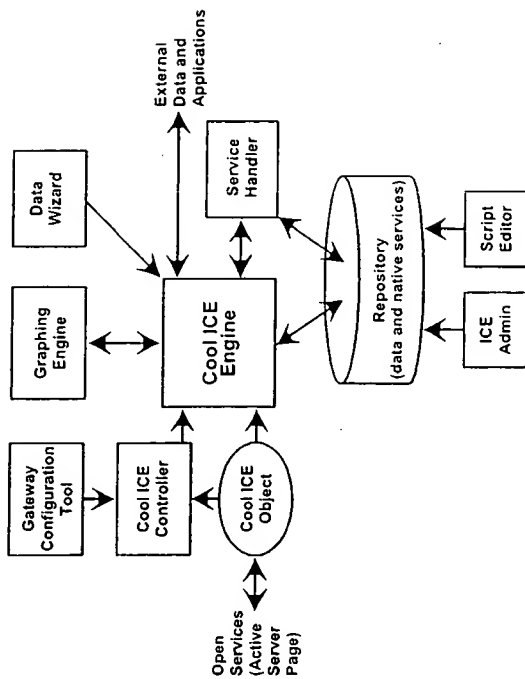 Gateway
Configuration
Tool
Graphing
Engine
Data
Wizard
External
Data and
Applications
Cool ICE
Controller
Cool ICE
Engine
Service
Handler
Open
Services
(Active
Server
Page)
Cool ICE
Object
Repository
(data and native services)
ICE
Admin
Script
Editor